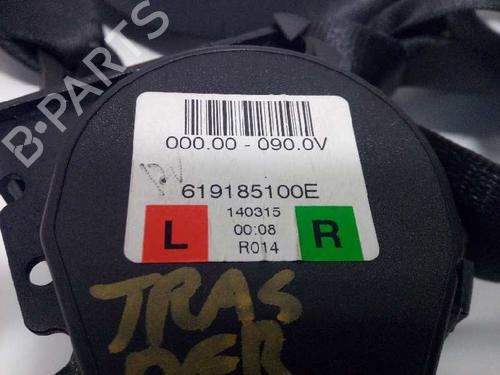 B-PARTS
000.00 - 090.0V
619185100E
L
140315
00:08
R014
R
TRAS
DER